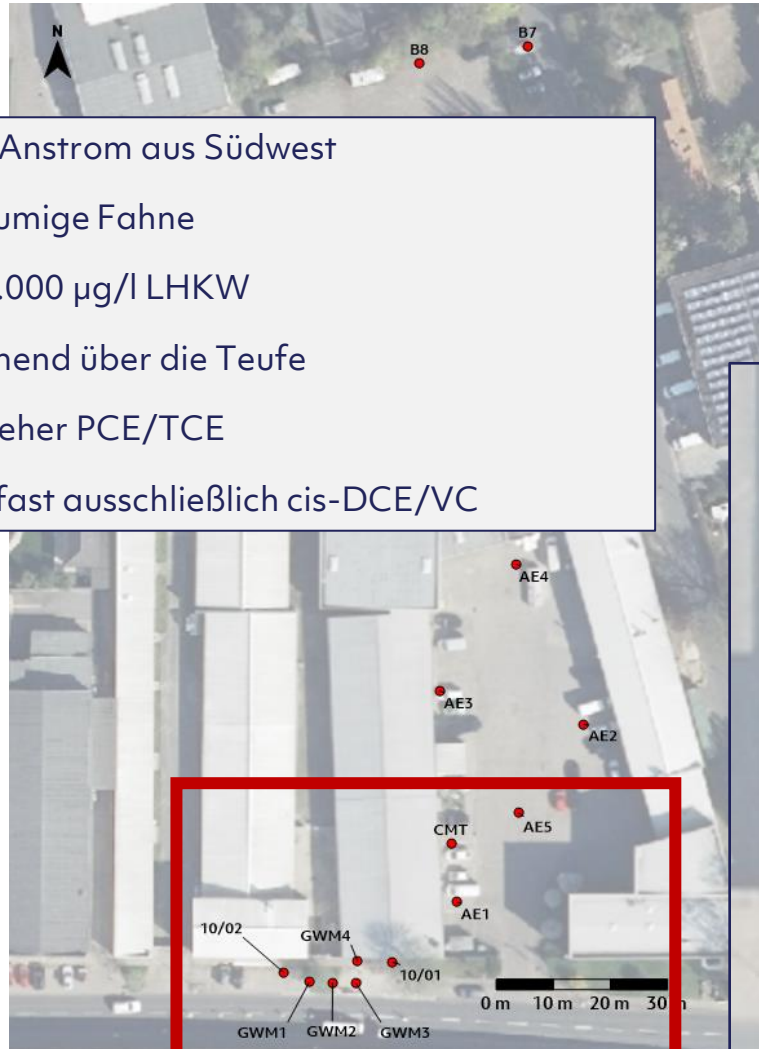 N
B7
B8
Anstrom aus Südwest
umige Fahne
.000 µg/l LHKW
nend über die Teufe
eher PCE/TCE
fast ausschließlich cis-DCE/VC
AE4
AE3
AE2
AE5
CMT
AE1
10/02
GWM4
10/01
0 m 10 m 20 m 30 m
GWM1 GWM2 GWM3